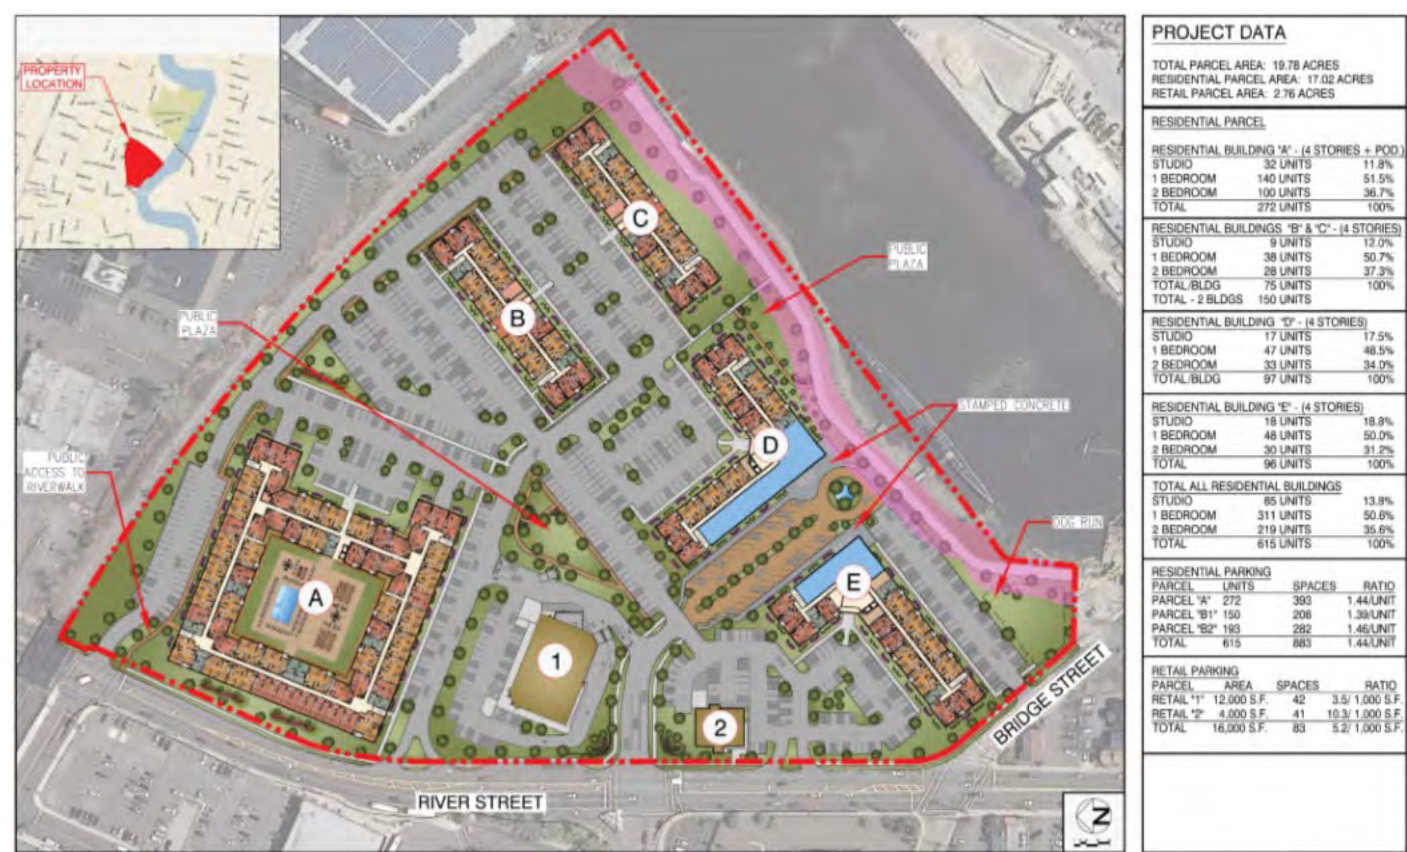 PROPERTY
LOCATION
PUBLIC
PLAZA
PUBLIC
PLAZA
STAMPED CONCRETE
PUBLIC
ACCESS TO
RIVERWALK
DOG RUN
A
B
C
D
E
1
2
RIVER STREET
BRIDGE STREET
N
PROJECT DATA
TOTAL PARCEL AREA: 19.78 ACRES
RESIDENTIAL PARCEL AREA: 17.02 ACRES
RETAIL PARCEL AREA: 2.76 ACRES
RESIDENTIAL PARCEL
RESIDENTIAL BUILDING "A" - (4 STORIES + POD.)
STUDIO 32 UNITS 11.8%
1 BEDROOM 140 UNITS 51.5%
2 BEDROOM 100 UNITS 36.7%
TOTAL 272 UNITS 100%
RESIDENTIAL BUILDINGS "B" & "C" - (4 STORIES)
STUDIO 9 UNITS 12.0%
1 BEDROOM 38 UNITS 50.7%
2 BEDROOM 28 UNITS 37.3%
TOTAL/BLDG 75 UNITS 100%
TOTAL - 2 BLDGS 150 UNITS
RESIDENTIAL BUILDING "D" - (4 STORIES)
STUDIO 17 UNITS 17.5%
1 BEDROOM 47 UNITS 48.5%
2 BEDROOM 33 UNITS 34.0%
TOTAL/BLDG 97 UNITS 100%
RESIDENTIAL BUILDING "E" - (4 STORIES)
STUDIO 18 UNITS 18.8%
1 BEDROOM 48 UNITS 50.0%
2 BEDROOM 30 UNITS 31.2%
TOTAL 96 UNITS 100%
TOTAL ALL RESIDENTIAL BUILDINGS
STUDIO 85 UNITS 13.8%
1 BEDROOM 311 UNITS 50.6%
2 BEDROOM 219 UNITS 35.6%
TOTAL 615 UNITS 100%
RESIDENTIAL PARKING
PARCEL UNITS SPACES RATIO
PARCEL "A" 272 393 1.44/UNIT
PARCEL "B1" 150 208 1.39/UNIT
PARCEL "B2" 193 282 1.46/UNIT
TOTAL 615 883 1.44/UNIT
RETAIL PARKING
PARCEL AREA SPACES RATIO
RETAIL "1" 12,000 S.F. 42 3.5/ 1,000 S.F.
RETAIL "2" 4,000 S.F. 41 10.3/ 1,000 S.F.
TOTAL 16,000 S.F. 83 5.2/ 1,000 S.F.